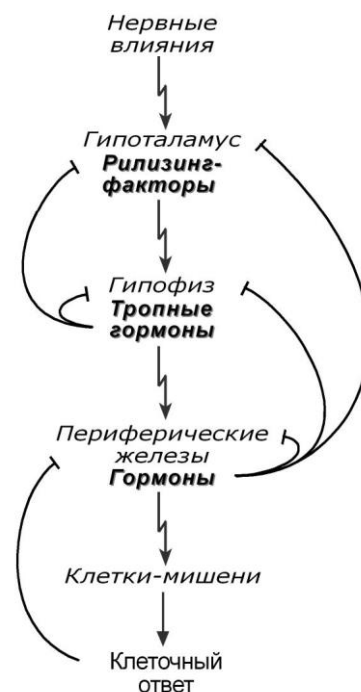 Нервные
влияния
Гипоталамус
Рилизинг-
факторы
Гипофиз
Тропные
гормоны
Периферические
железы
Гормоны
Клетки-мишени
Клеточный
ответ